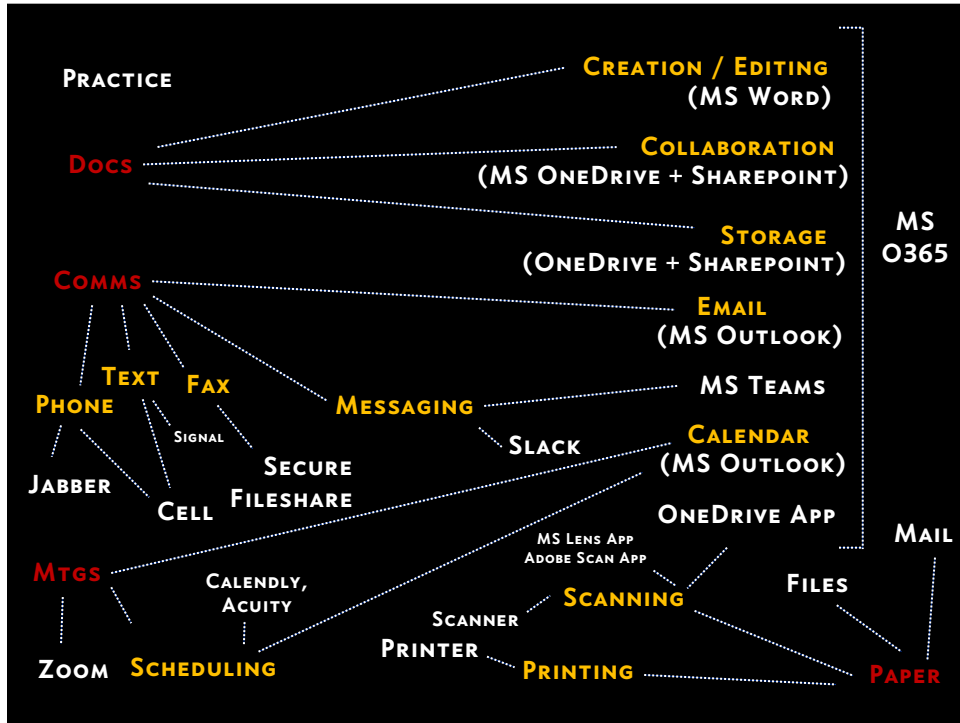 Practice
Creation / Editing
(MS Word)
Docs
Collaboration
(MS OneDrive + Sharepoint)
Storage
(OneDrive + Sharepoint)
MS
O365
Comms
Email
(MS Outlook)
Text
Fax
Phone
Messaging
MS Teams
Signal
Slack
Calendar
(MS Outlook)
Jabber
Secure
Fileshare
Cell
OneDrive App
Mail
MS Lens App
Adobe Scan App
Mtgs
Calendly,
Acuity
Scanning
Files
Scanner
Printer
Zoom
Scheduling
Printing
Paper